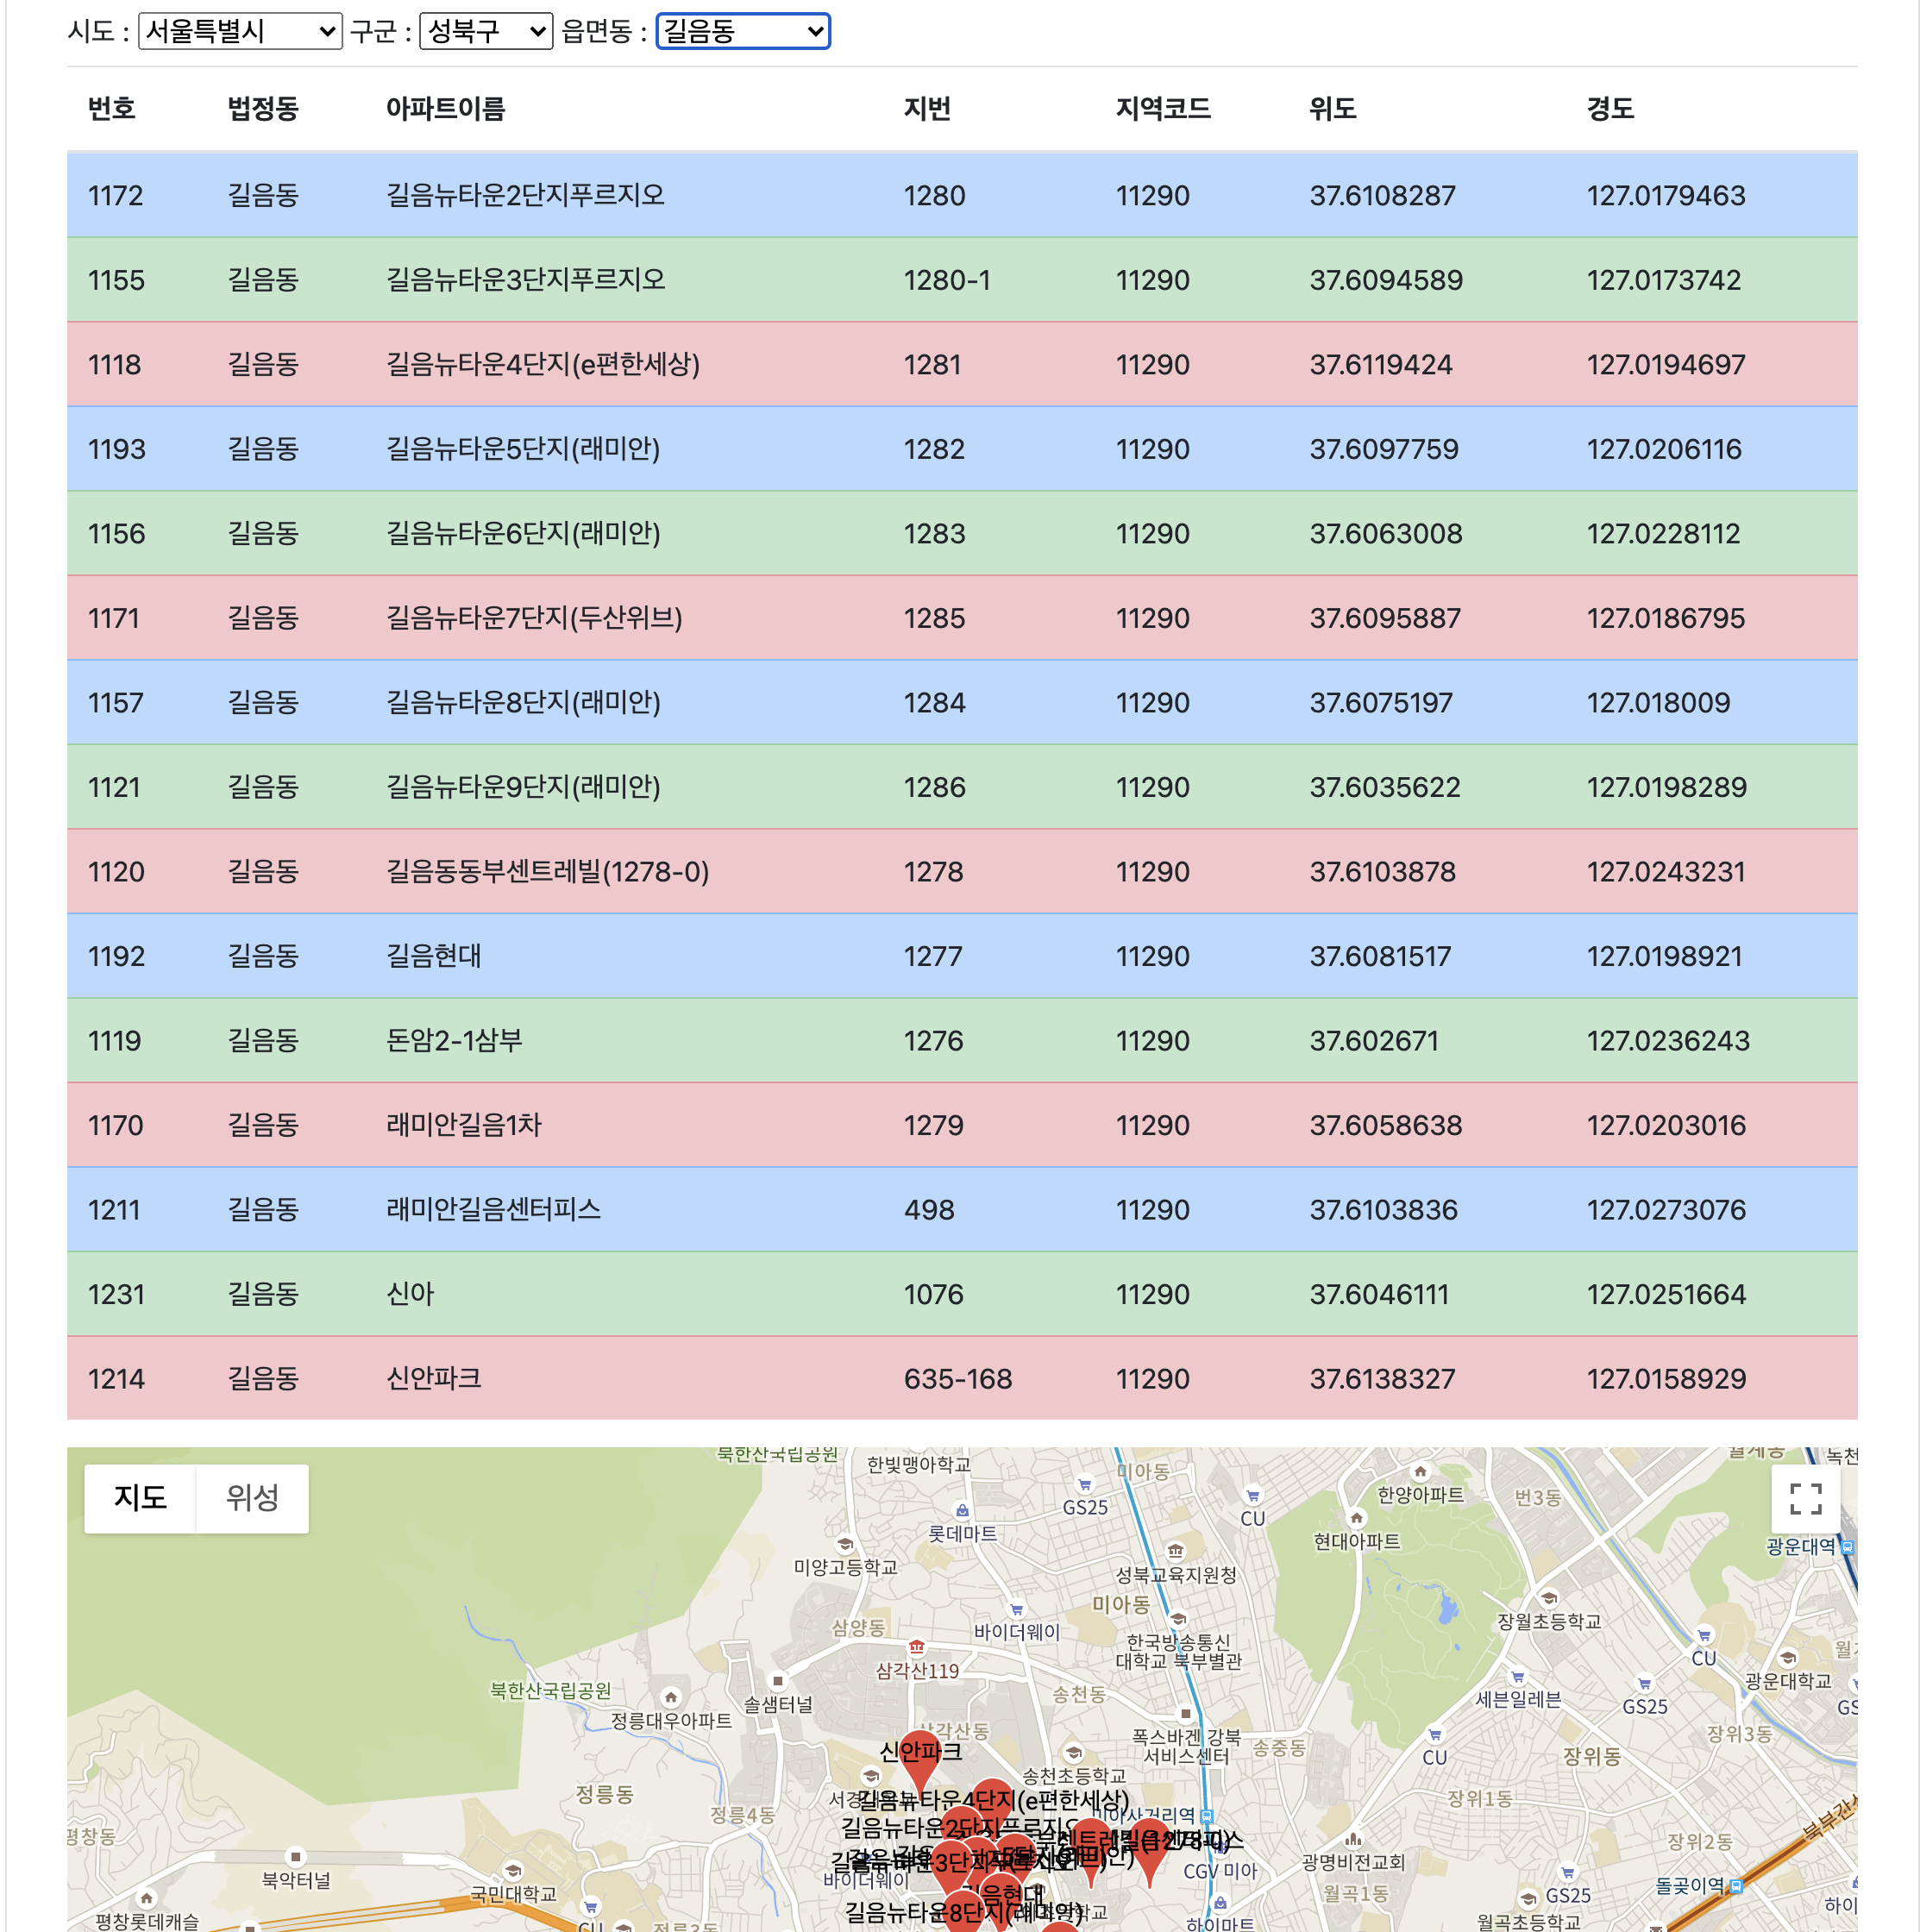 시도 : 서울특별시 구군 : 성북구 읍면동 : 길음동
번호 법정동 아파트이름 지번 지역코드 위도 경도
1172 길음동 길음뉴타운2단지푸르지오 1280 11290 37.6108287 127.0179463
1155 길음동 길음뉴타운3단지푸르지오 1280-1 11290 37.6094589 127.0173742
1118 길음동 길음뉴타운4단지(e편한세상) 1281 11290 37.6119424 127.0194697
1193 길음동 길음뉴타운5단지(래미안) 1282 11290 37.6097759 127.0206116
1156 길음동 길음뉴타운6단지(래미안) 1283 11290 37.6063008 127.0228112
1171 길음동 길음뉴타운7단지(두산위브) 1285 11290 37.6095887 127.0186795
1157 길음동 길음뉴타운8단지(래미안) 1284 11290 37.6075197 127.018009
1121 길음동 길음뉴타운9단지(래미안) 1286 11290 37.6035622 127.0198289
1120 길음동 길음동동부센트레빌(1278-0) 1278 11290 37.6103878 127.0243231
1192 길음동 길음현대 1277 11290 37.6081517 127.0198921
1119 길음동 돈암2-1삼부 1276 11290 37.602671 127.0236243
1170 길음동 래미안길음1차 1279 11290 37.6058638 127.0203016
1211 길음동 래미안길음센터피스 498 11290 37.6103836 127.0273076
1231 길음동 신아 1076 11290 37.6046111 127.0251664
1214 길음동 신안파크 635-168 11290 37.6138327 127.0158929
지도 위성
북한산국립공원
한빛맹아학교
미아동
GS25
CU
한양아파트
번3동
롯데마트
현대아파트
광운대역
미양고등학교
성북교육지원청
미아동
장월초등학교
삼양동
바이더웨이
한국방송통신
대학교 북부별관
CU
삼각산119
광운대학교
북한산국립공원
솔샘터널
송천동
세븐일레븐
GS25
정릉대우아파트
삼각산동
폭스바겐 강북
서비스센터
송중동
장위3동
신안파크
CU
장위동
송천초등학교
정릉동
길음뉴타운4단지(e편한세상)
장위1동
정릉4동
미아사거리역
평창동
장위2동
바이더웨이
CGV 미아
광명비전교회
북악터널
국민대학교
길음현대
월곡1동
GS25
돌곶이역
길음뉴타운8단지(래미안)
평창롯데캐슬
CU
정릉3동
하이마트
월곡초등학교